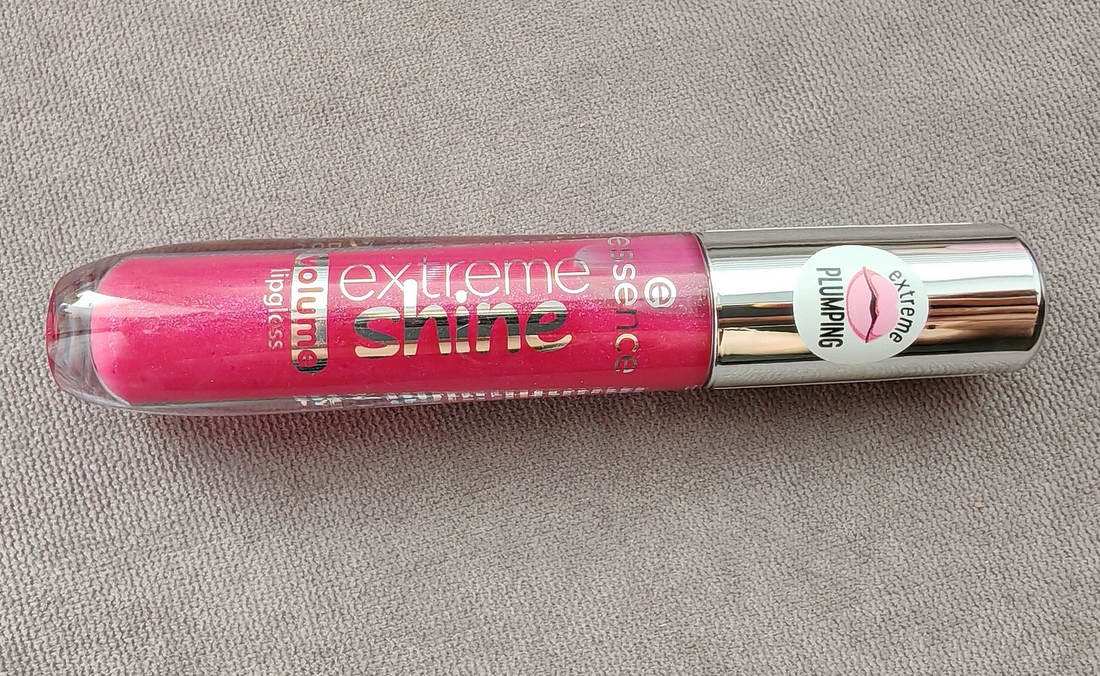 essence
e
extreme
shine
volume
lipgloss
extreme
PLUMPING